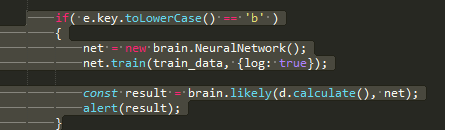 if( e.key.toLowerCase() == 'b' )
{
net = new brain.NeuralNetwork();
net.train(train_data, {log: true});
const result = brain.likely(d.calculate(), net);
alert(result);
}